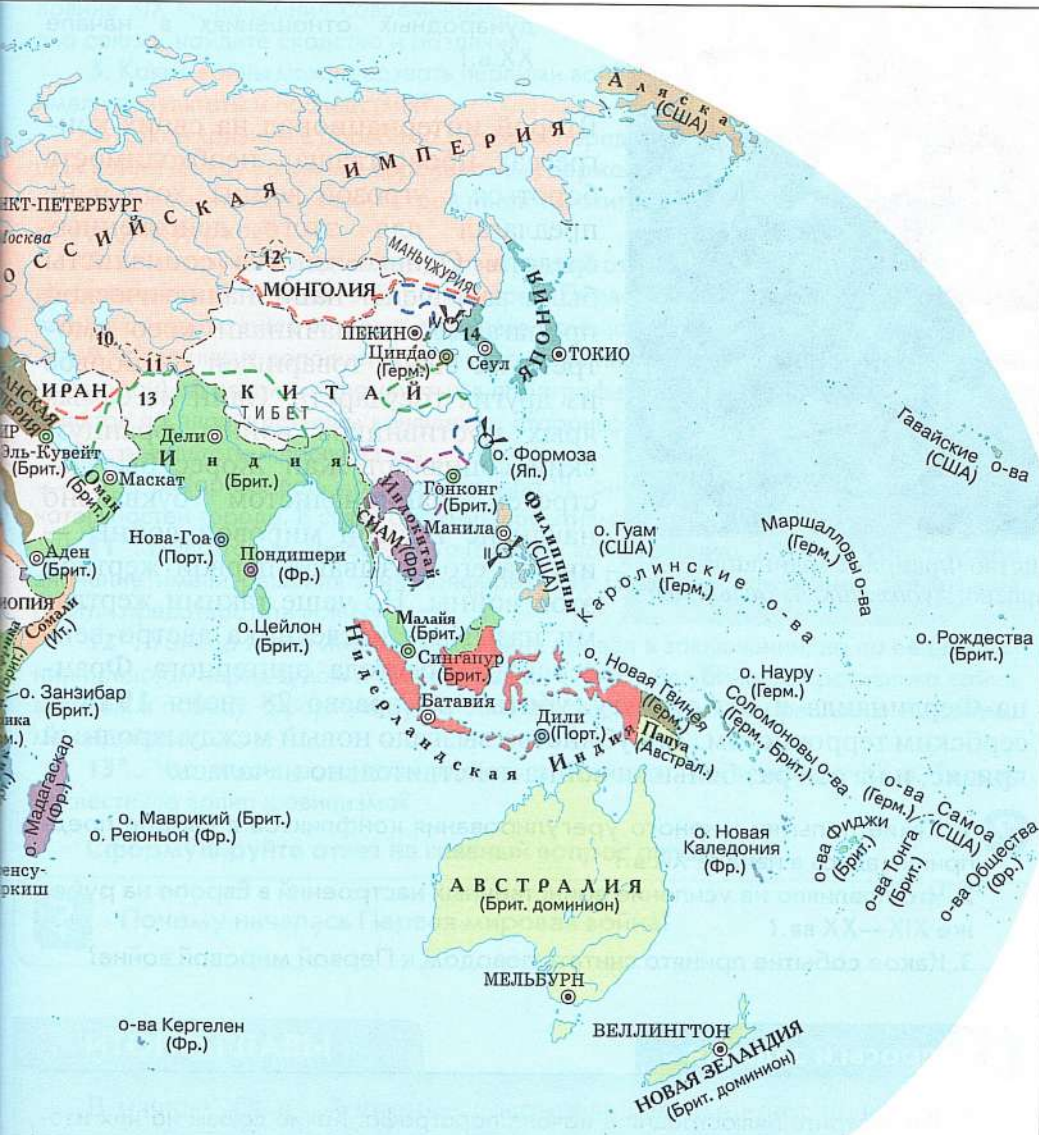 Аляска
(США)
РОССИЙСКАЯ ИМПЕРИЯ
НКТ-ПЕТЕРБУРГ
Москва
12
МАНЬЧЖУРИЯ
МОНГОЛИЯ
ЯПОНИЯ
ПЕКИН
14
10
Циндао
(Герм.)
Сеул
ТОКИО
11
ИРАН
13
КИТАЙ
ТИБЕТ
Гавайские о-ва
(США)
Эль-Кувейт
(Брит.)
Дели
о. Формоза
(Яп.)
Маскат
Индия
(Брит.)
Гонконг
(Брит.)
Оман
(Брит.)
Индокитай
(Фр.)
СИАМ
Манила
Филиппины
(США)
о. Гуам
(США)
Маршалловы о-ва
(Герм.)
Аден
(Брит.)
Нова-Гоа
(Порт.)
Пондишери
(Фр.)
II
Каролинские о-ва
(Герм.)
ИОПИЯ
Сомали
(Ит.)
Малайя
(Брит.)
о.Цейлон
(Брит.)
Сингапур
(Брит.)
о. Рождества
(Брит.)
о. Занзибар
(Брит.)
о. Новая Гвинея
(Герм.)
о. Науру
(Герм.)
Батавия
Дили
(Порт.)
Папуа
(Австрал.)
Соломоновы о-ва
(Герм., Брит.)
Нидерландская Индия
о. Мадагаскар
(Фр.)
о. Маврикий (Брит.)
о. Реюньон (Фр.)
о-ва Самоа
(Герм./
(США)
о. Новая
Каледония
(Фр.)
о-ва Фиджи
(Брит.)
о-ва Тонга
(Брит.)
о-ва Общества
(Фр.)
енсу-
ркиш
АВСТРАЛИЯ
(Брит. доминион)
МЕЛЬБУРН
о-ва Кергелен
(Фр.)
ВЕЛЛИНГТОН
НОВАЯ ЗЕЛАНДИЯ
(Брит. доминион)